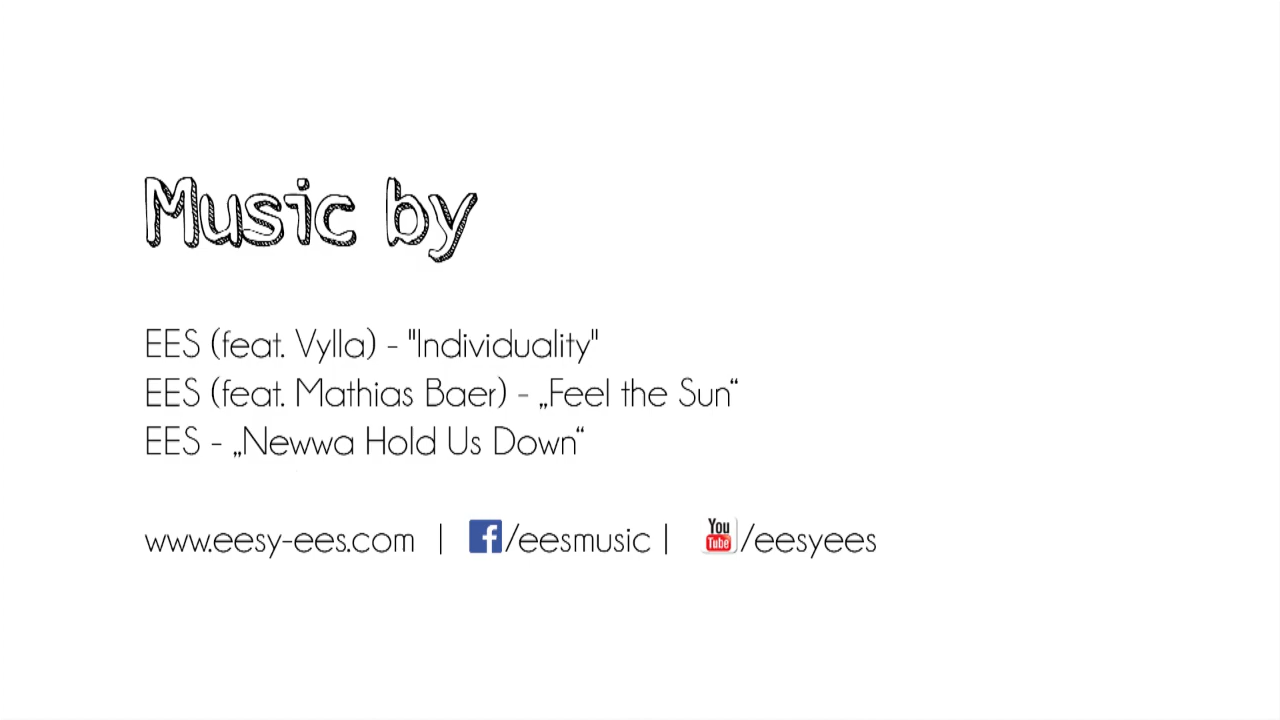 Music by
EES (feat. Vylla) - "Individuality"
EES (feat. Mathias Baer) - „Feel the Sun“
EES - „Newwa Hold Us Down“
www.eesy-ees.com | f/eesmusic | You Tube/eesyees